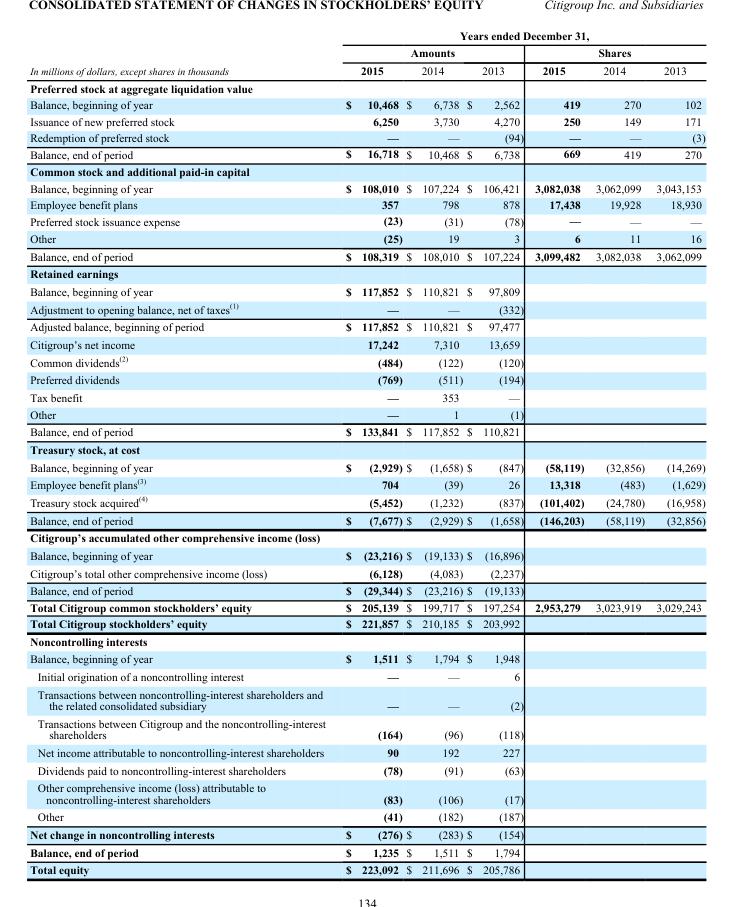 CONSOLIDATED STATEMENT OF CHANGES IN STOCKHOLDERS' EQUITY Citigroup Inc. and Subsidiaries
Years ended December 31,
Amounts Shares
In millions of dollars, except shares in thousands 2015 2014 2013 2015 2014 2013
Preferred stock at aggregate liquidation value
Balance, beginning of year $ 10,468 $ 6,738 $ 2,562 419 270 102
Issuance of new preferred stock 6,250 3,730 4,270 250 149 171
Redemption of preferred stock — — (94) — — (3)
Balance, end of period $ 16,718 $ 10,468 $ 6,738 669 419 270
Common stock and additional paid-in capital
Balance, beginning of year $ 108,010 $ 107,224 $ 106,421 3,082,038 3,062,099 3,043,153
Employee benefit plans 357 798 878 17,438 19,928 18,930
Preferred stock issuance expense (23) (31) (78) — — —
Other (25) 19 3 6 11 16
Balance, end of period $ 108,319 $ 108,010 $ 107,224 3,099,482 3,082,038 3,062,099
Retained earnings
Balance, beginning of year $ 117,852 $ 110,821 $ 97,809
Adjustment to opening balance, net of taxes(1) — — (332)
Adjusted balance, beginning of period $ 117,852 $ 110,821 $ 97,477
Citigroup's net income 17,242 7,310 13,659
Common dividends(2) (484) (122) (120)
Preferred dividends (769) (511) (194)
Tax benefit — 353 —
Other — 1 (1)
Balance, end of period $ 133,841 $ 117,852 $ 110,821
Treasury stock, at cost
Balance, beginning of year $ (2,929) $ (1,658) $ (847) (58,119) (32,856) (14,269)
Employee benefit plans(3) 704 (39) 26 13,318 (483) (1,629)
Treasury stock acquired(4) (5,452) (1,232) (837) (101,402) (24,780) (16,958)
Balance, end of period $ (7,677) $ (2,929) $ (1,658) (146,203) (58,119) (32,856)
Citigroup's accumulated other comprehensive income (loss)
Balance, beginning of year $ (23,216) $ (19,133) $ (16,896)
Citigroup's total other comprehensive income (loss) (6,128) (4,083) (2,237)
Balance, end of period $ (29,344) $ (23,216) $ (19,133)
Total Citigroup common stockholders' equity $ 205,139 $ 199,717 $ 197,254 2,953,279 3,023,919 3,029,243
Total Citigroup stockholders' equity $ 221,857 $ 210,185 $ 203,992
Noncontrolling interests
Balance, beginning of year $ 1,511 $ 1,794 $ 1,948
Initial origination of a noncontrolling interest — — 6
Transactions between noncontrolling-interest shareholders and
the related consolidated subsidiary — — (2)
Transactions between Citigroup and the noncontrolling-interest
shareholders (164) (96) (118)
Net income attributable to noncontrolling-interest shareholders 90 192 227
Dividends paid to noncontrolling-interest shareholders (78) (91) (63)
Other comprehensive income (loss) attributable to
noncontrolling-interest shareholders (83) (106) (17)
Other (41) (182) (187)
Net change in noncontrolling interests $ (276) $ (283) $ (154)
Balance, end of period $ 1,235 $ 1,511 $ 1,794
Total equity $ 223,092 $ 211,696 $ 205,786
134